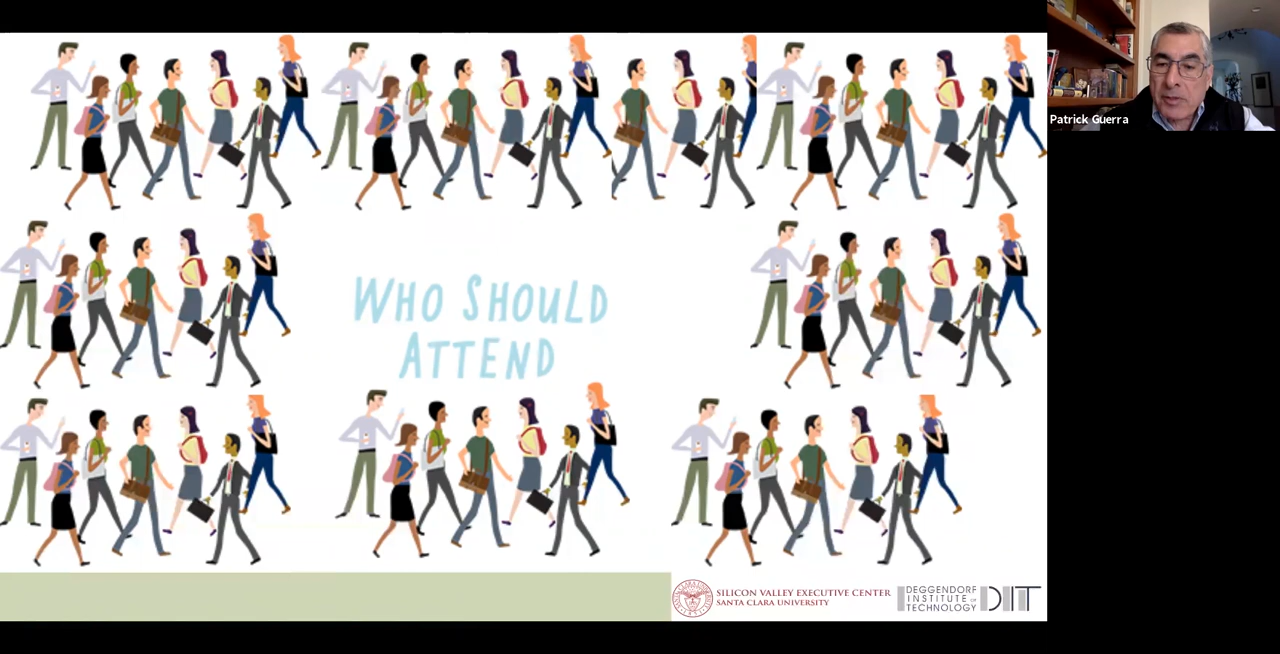 Patrick Guerra
WHO SHOULD
ATTEND
SILICON VALLEY EXECUTIVE CENTER
SANTA CLARA UNIVERSITY
DEGGENDORF
INSTITUTE OF
TECHNOLOGY
DIT